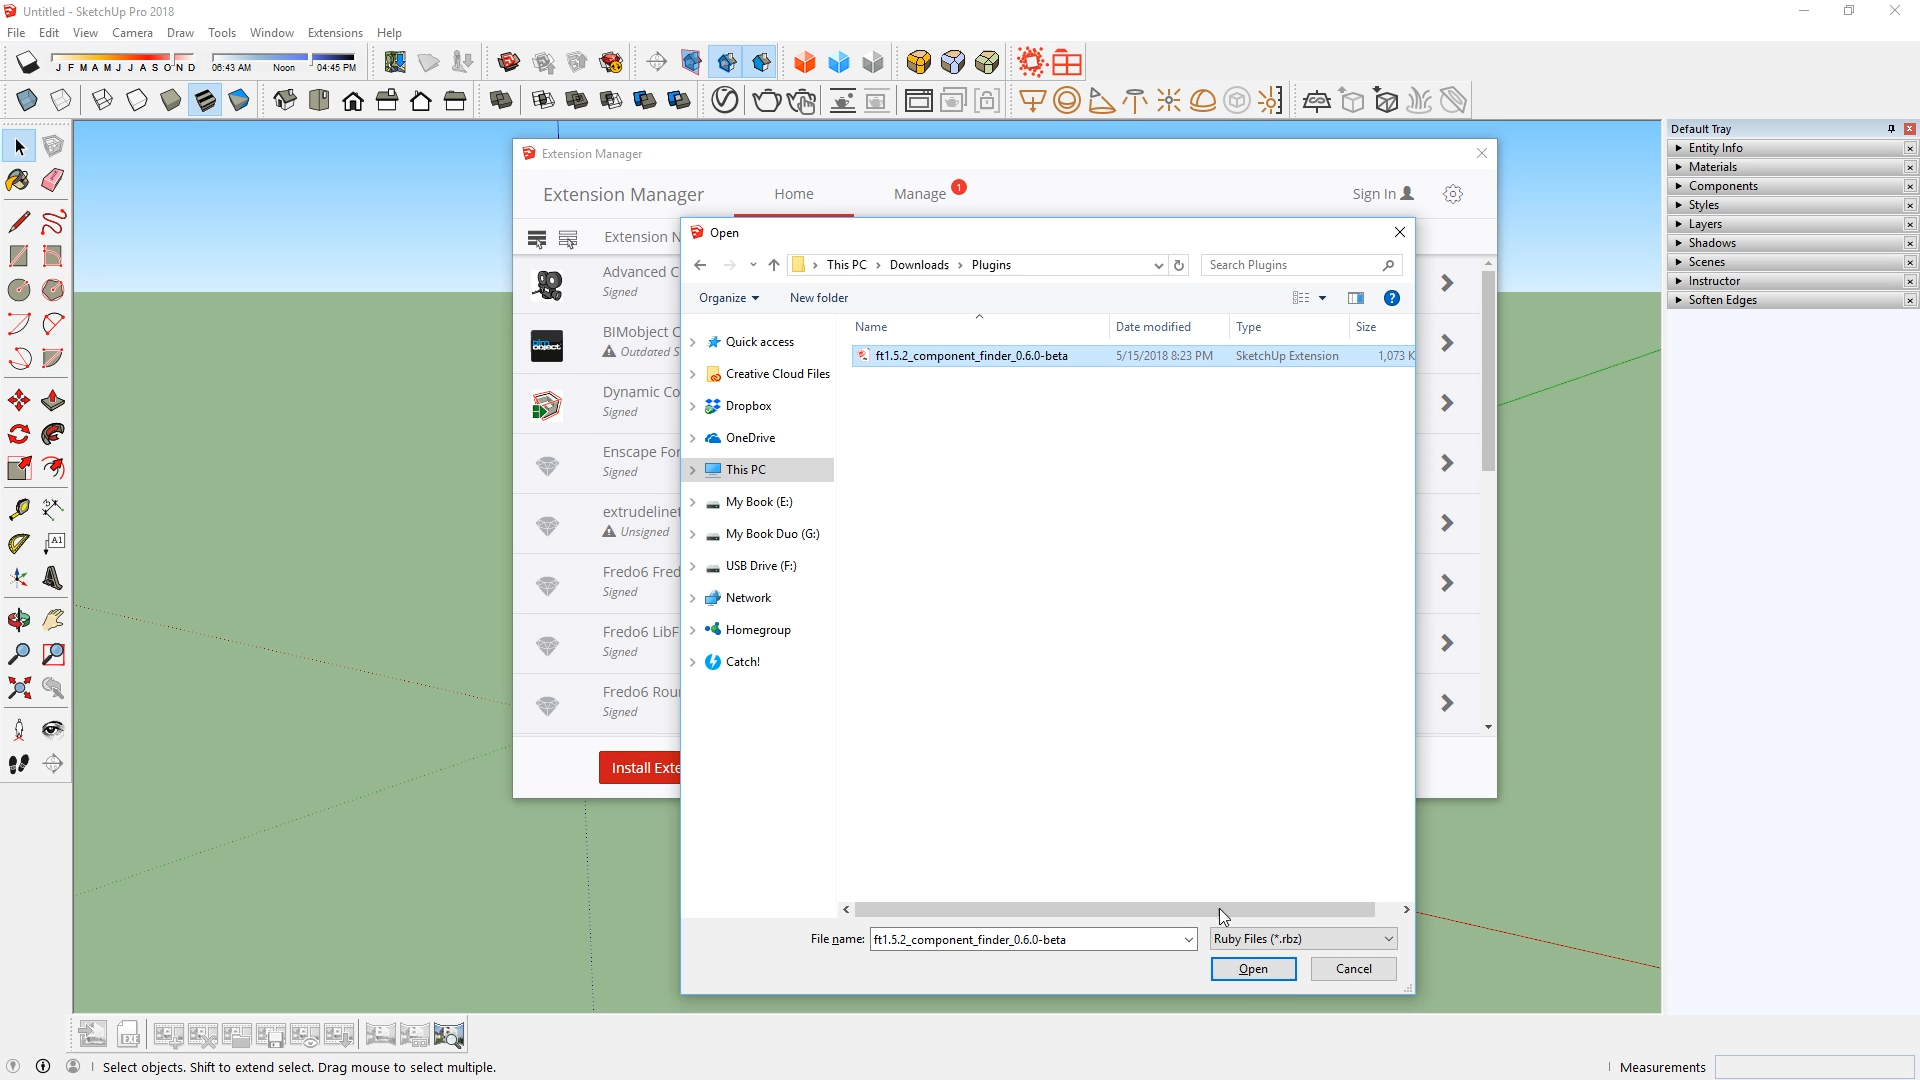 Untitled - SketchUp Pro 2018
File Edit View Camera Draw Tools Window Extensions Help
J F M A M J J A S O N D 06:43 AM Noon 04:45 PM
Default Tray
Entity Info
Materials
Components
Styles
Layers
Shadows
Scenes
Instructor
Soften Edges
Extension Manager
Extension Manager Home Manage 1 Sign In
Extension N
Advanced C
Signed
bim object
BIMobject C
Outdated S
Dynamic Co
Signed
Enscape For
Signed
extrudeline
Unsigned
Fredo6 Fred
Signed
Fredo6 LibF
Signed
Fredo6 Rou
Signed
Install Exte
Open
This PC Downloads Plugins Search Plugins
Organize New folder
Name Date modified Type Size
ft1.5.2_component_finder_0.6.0-beta 5/15/2018 8:23 PM SketchUp Extension 1,073 K
Quick access
Creative Cloud Files
Dropbox
OneDrive
This PC
My Book (E:)
My Book Duo (G:)
USB Drive (F:)
Network
Homegroup
Catch!
File name: ft1.5.2_component_finder_0.6.0-beta Ruby Files (*.rbz)
Open Cancel
A1
EXE
Select objects. Shift to extend select. Drag mouse to select multiple.
Measurements